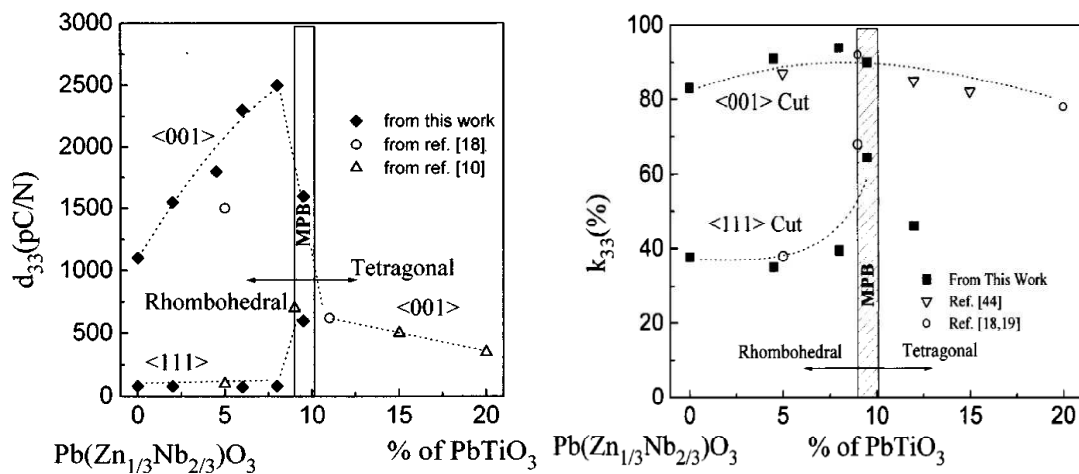 3000
2500
2000
1500
1000
500
0
d33(pC/N)
<001>
from this work
from ref. [18]
from ref. [10]
MPB
Tetragonal
Rhombohedral
<001>
<111>
0 5 10 15 20
Pb(Zn1/3Nb2/3)O3 % of PbTiO3
100
80
60
40
20
0
k33(%)
<001> Cut
<111> Cut
MPB
From This Work
Ref. [44]
Ref. [18,19]
Rhombohedral Tetragonal
0 5 10 15 20
Pb(Zn1/3Nb2/3)O3 % of PbTiO3